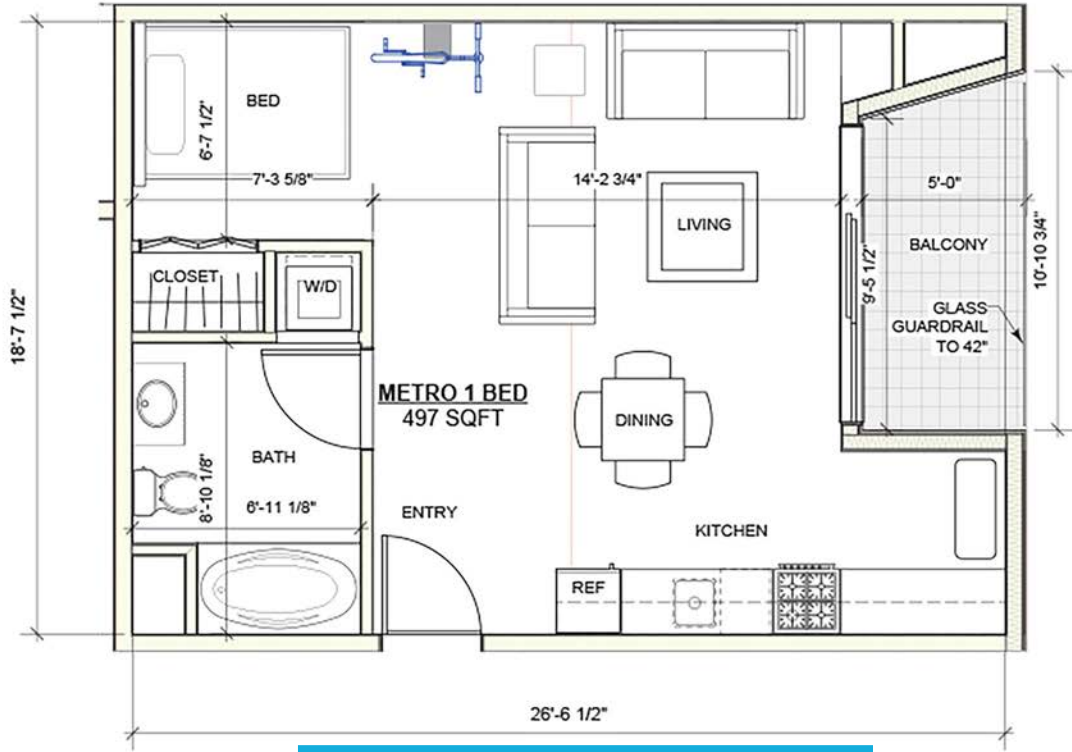 BED
6'-7 1/2"
7'-3 5/8"
14'-2 3/4"
5'-0"
LIVING
BALCONY
10'-10 3/4"
9'-5 1/2"
CLOSET
W/D
GLASS
GUARDRAIL
TO 42"
18'-7 1/2"
METRO 1 BED
497 SQFT
DINING
BATH
8'-10 1/8"
6'-11 1/8"
ENTRY
KITCHEN
REF
26'-6 1/2"